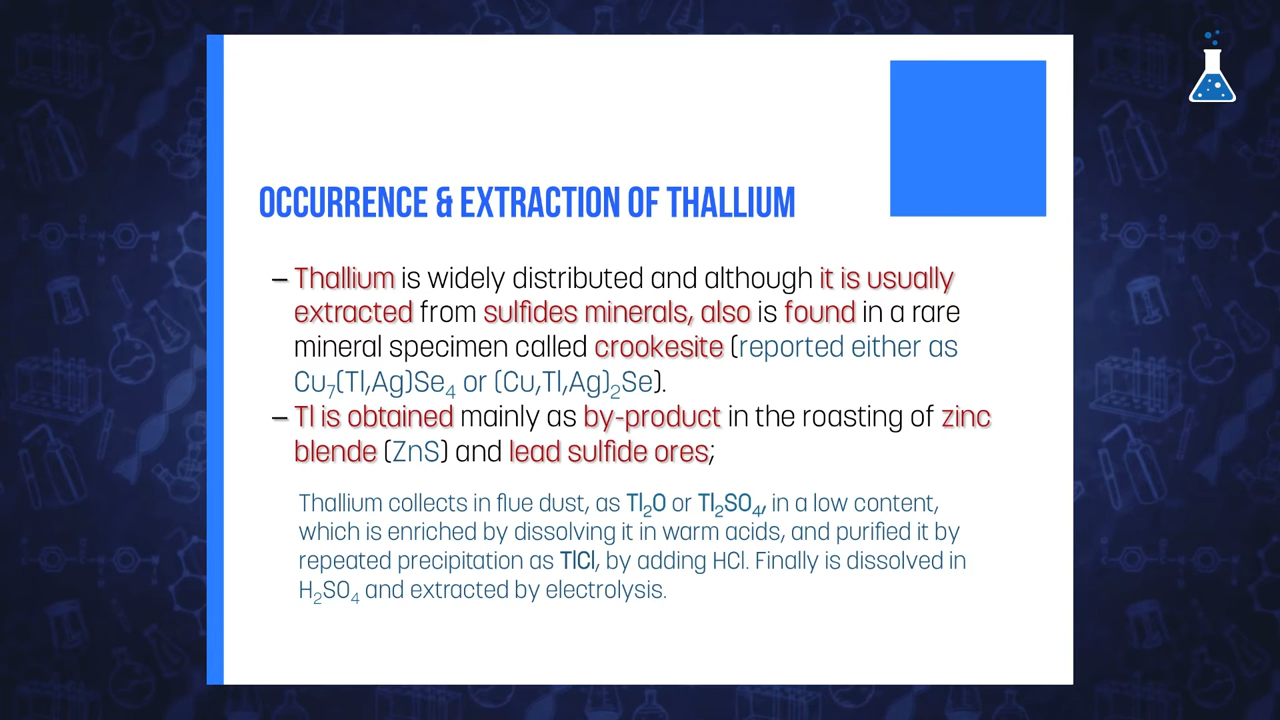 OCCURRENCE & EXTRACTION OF THALLIUM
– Thallium is widely distributed and although it is usually
extracted from sulfides minerals, also is found in a rare
mineral specimen called crookesite (reported either as
Cu₇(Tl,Ag)Se₄ or (Cu,Tl,Ag)₂Se).
– Tl is obtained mainly as by-product in the roasting of zinc
blende (ZnS) and lead sulfide ores;
Thallium collects in flue dust, as Tl₂O or Tl₂SO₄, in a low content,
which is enriched by dissolving it in warm acids, and purified it by
repeated precipitation as TlCl, by adding HCl. Finally is dissolved in
H₂SO₄ and extracted by electrolysis.